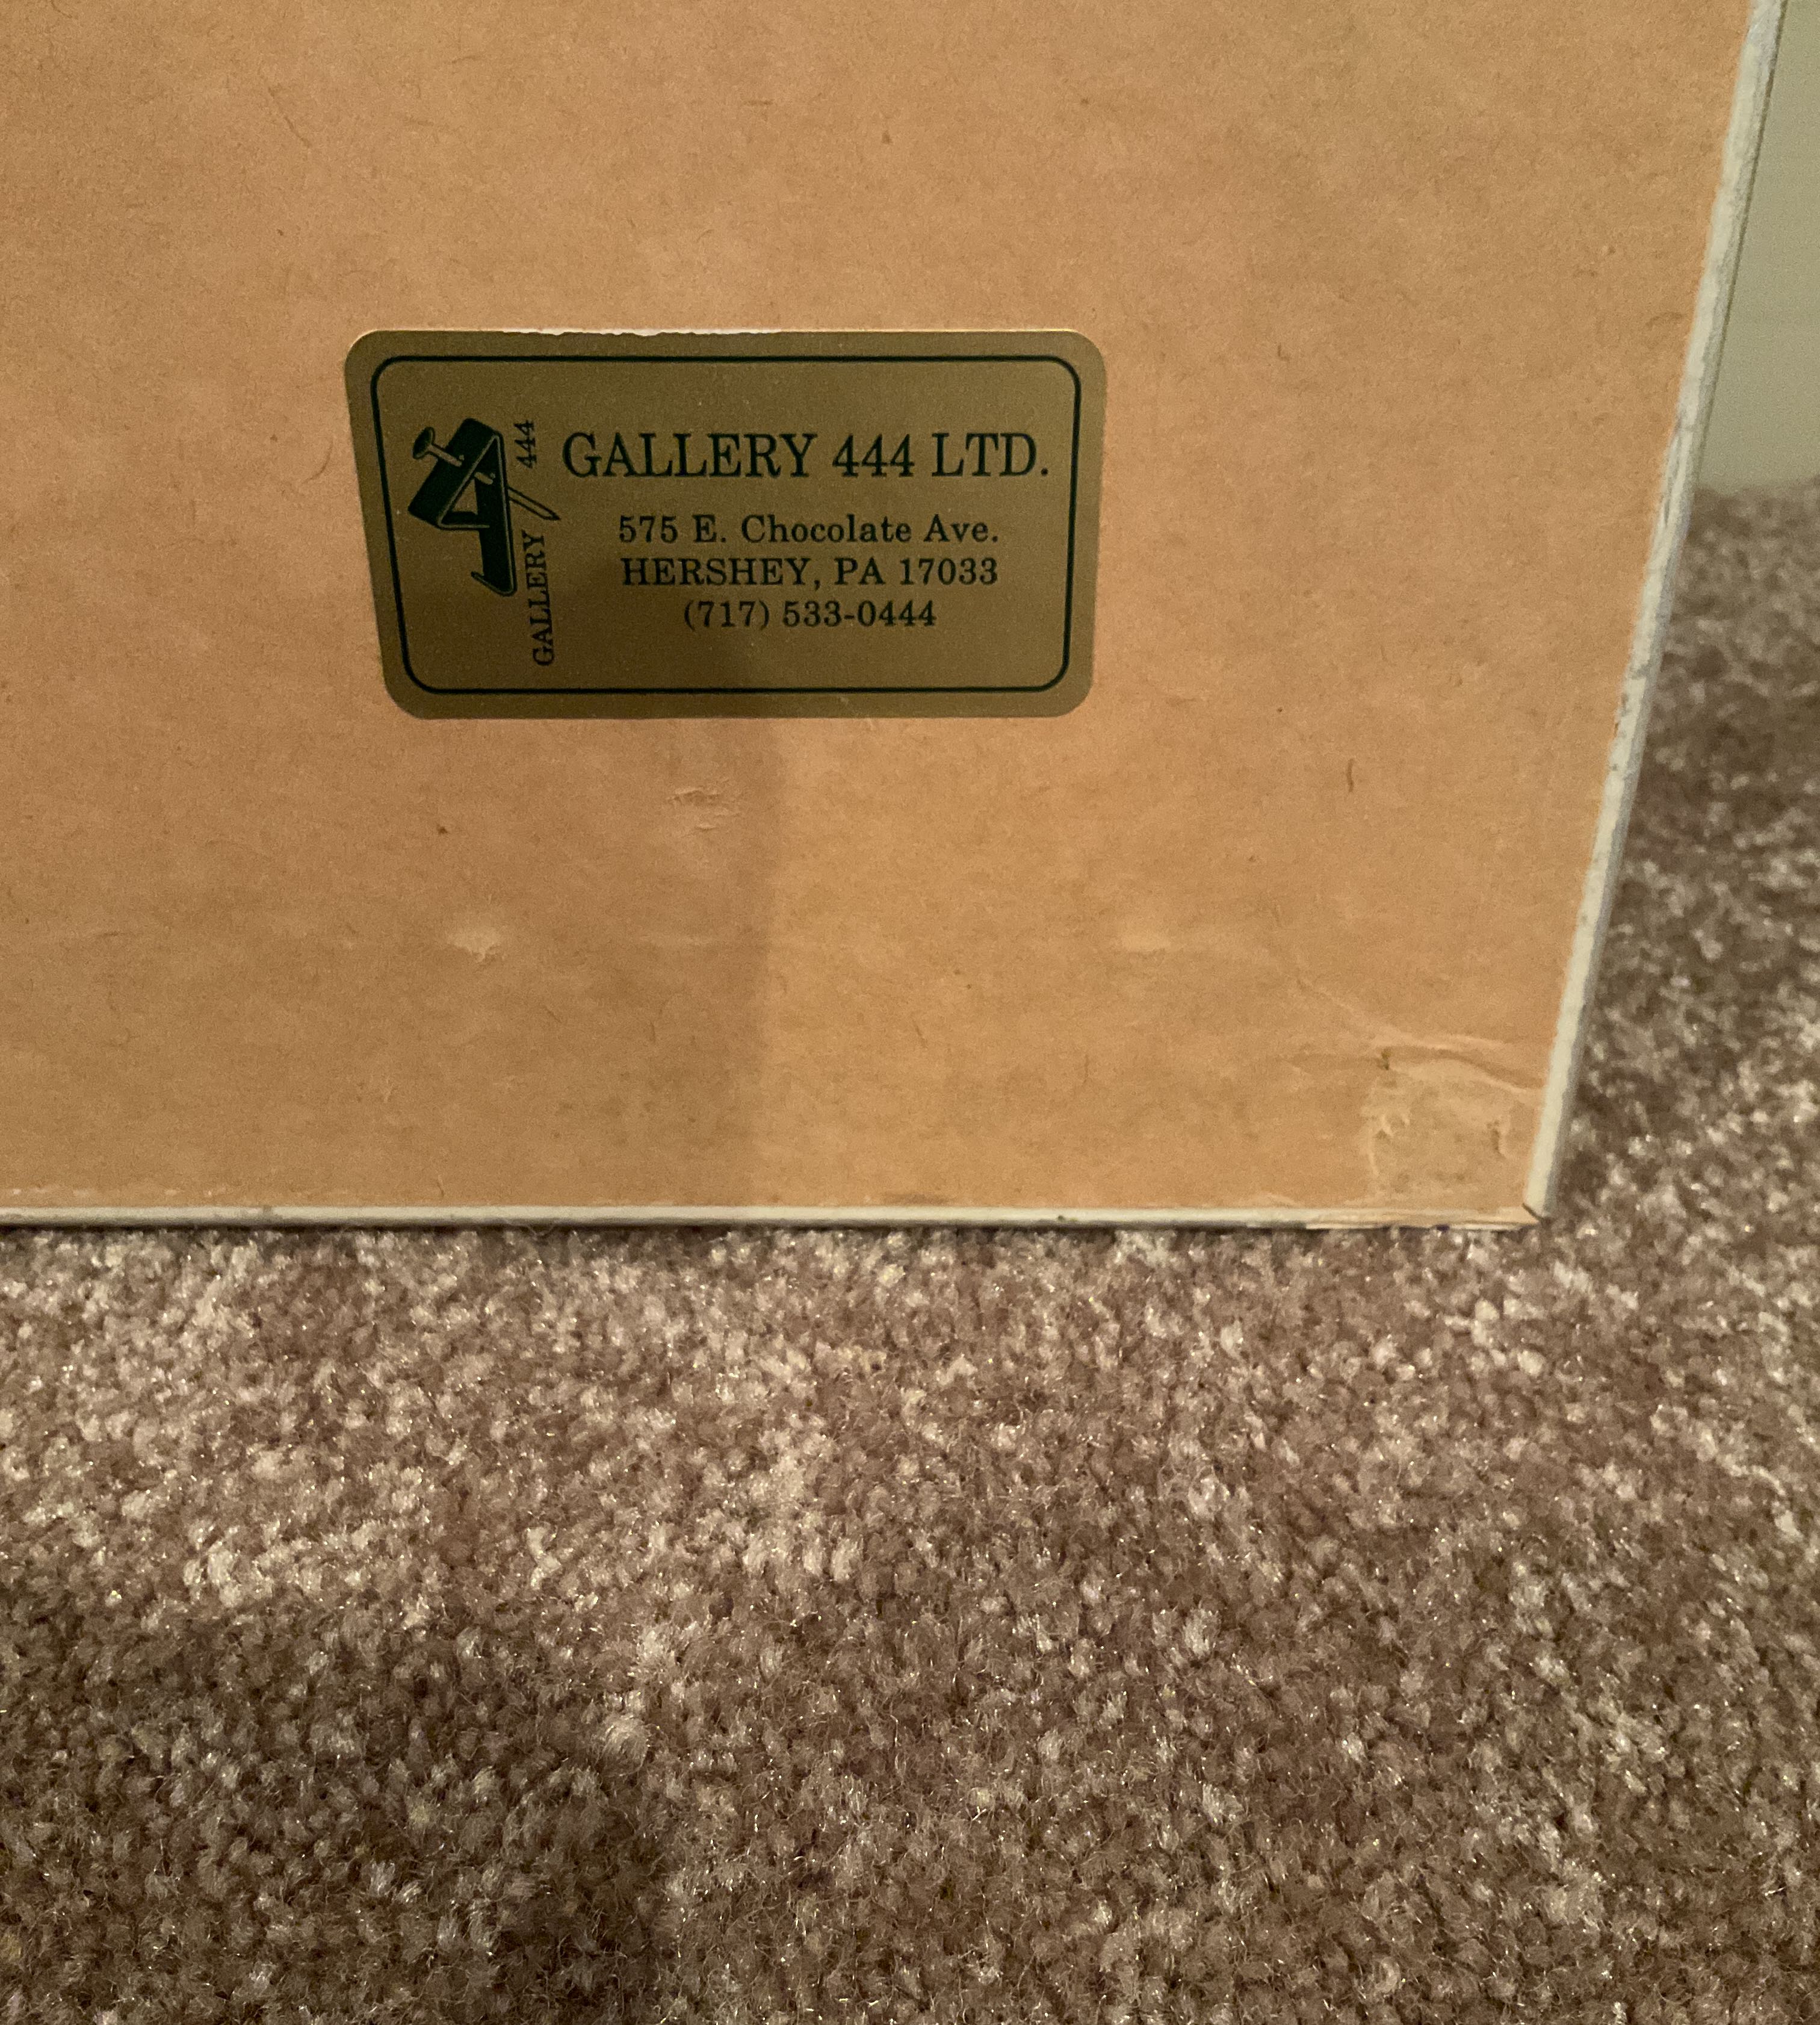 GALLERY 444
GALLERY 444 LTD.
575 E. Chocolate Ave.
HERSHEY, PA 17033
(717) 533-0444